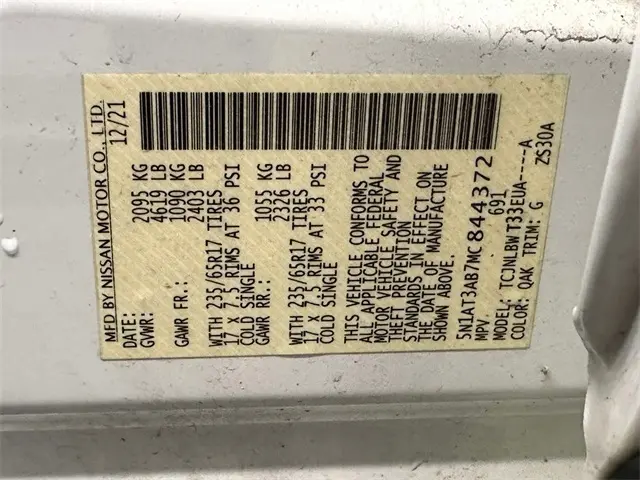 MFD BY NISSAN MOTOR CO., LTD.
DATE: 12/21
GVWR: 2095 KG
4619 LB
GAWR FR.: 1090 KG
2403 LB
WITH 235/65R17 TIRES
17 X 7.5 RIMS AT 36 PSI
COLD SINGLE
GAWR RR.: 1055 KG
2326 LB
WITH 235/65R17 TIRES
17 X 7.5 RIMS AT 33 PSI
COLD SINGLE
THIS VEHICLE CONFORMS TO
ALL APPLICABLE FEDERAL
MOTOR VEHICLE SAFETY AND
THEFT PREVENTION
STANDARDS IN EFFECT ON
THE DATE OF MANUFACTURE
SHOWN ABOVE.
5N1AT3AB7MC844372
MPV. 691
MODEL: TCJNLBWT33EUA----A
COLOR: QAK TRIM: G ZS30A